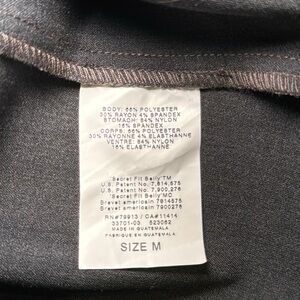 BODY: 66% POLYESTER
30% RAYON 4% SPANDEX
STOMACH: 84% NYLON
16% SPANDEX
CORPS: 66% POLYESTER
30% RAYONNE 4% ELASTHANNE
VENTRE: 84% NYLON
16% ELASTHANNE
"Secret Fit Belly"TM
U.S. Patent No. 7,814,575
U.S. Patent No. 7,900,276
"Secret Fit Belly"MC
Brevet americain 7814575
Brevet americain 7900276
RN#79913 / CA#11414
33701-03 623062
MADE IN GUATEMALA
FABRIQUE EN GUATEMALA
SIZE M